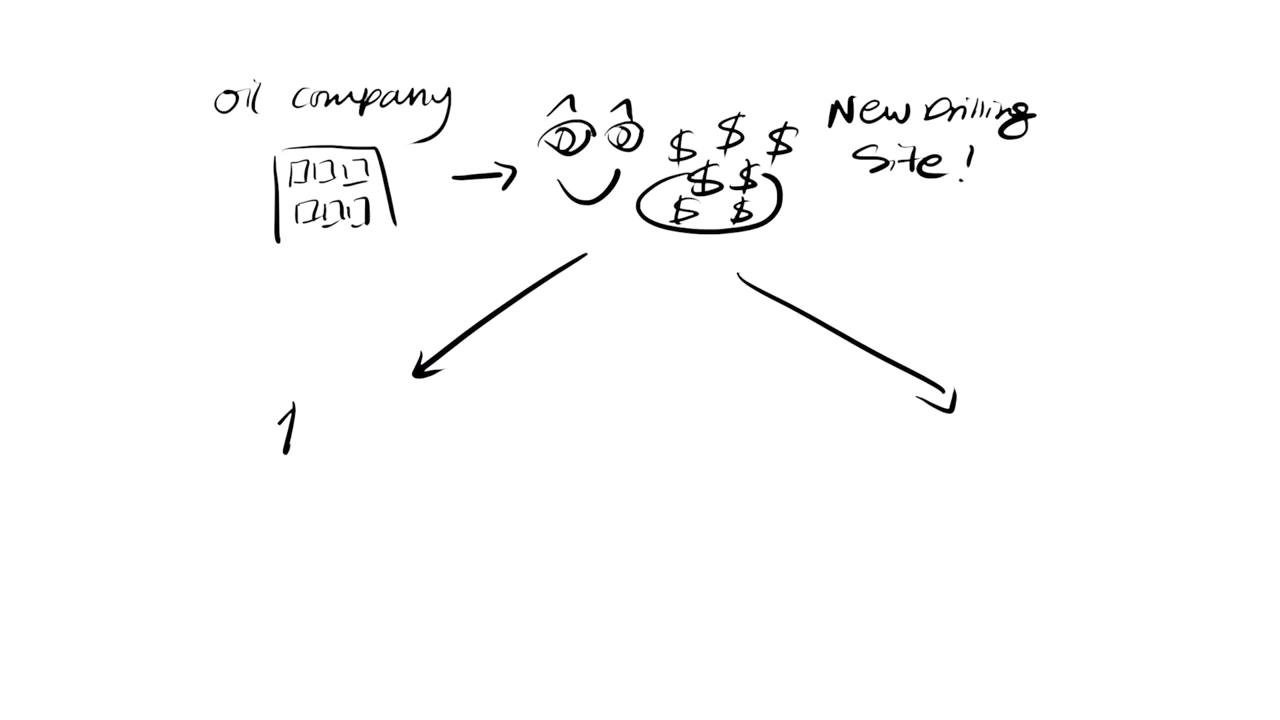 Oil company
$ $ $
$ $
$ $
New Drilling
Site!
1